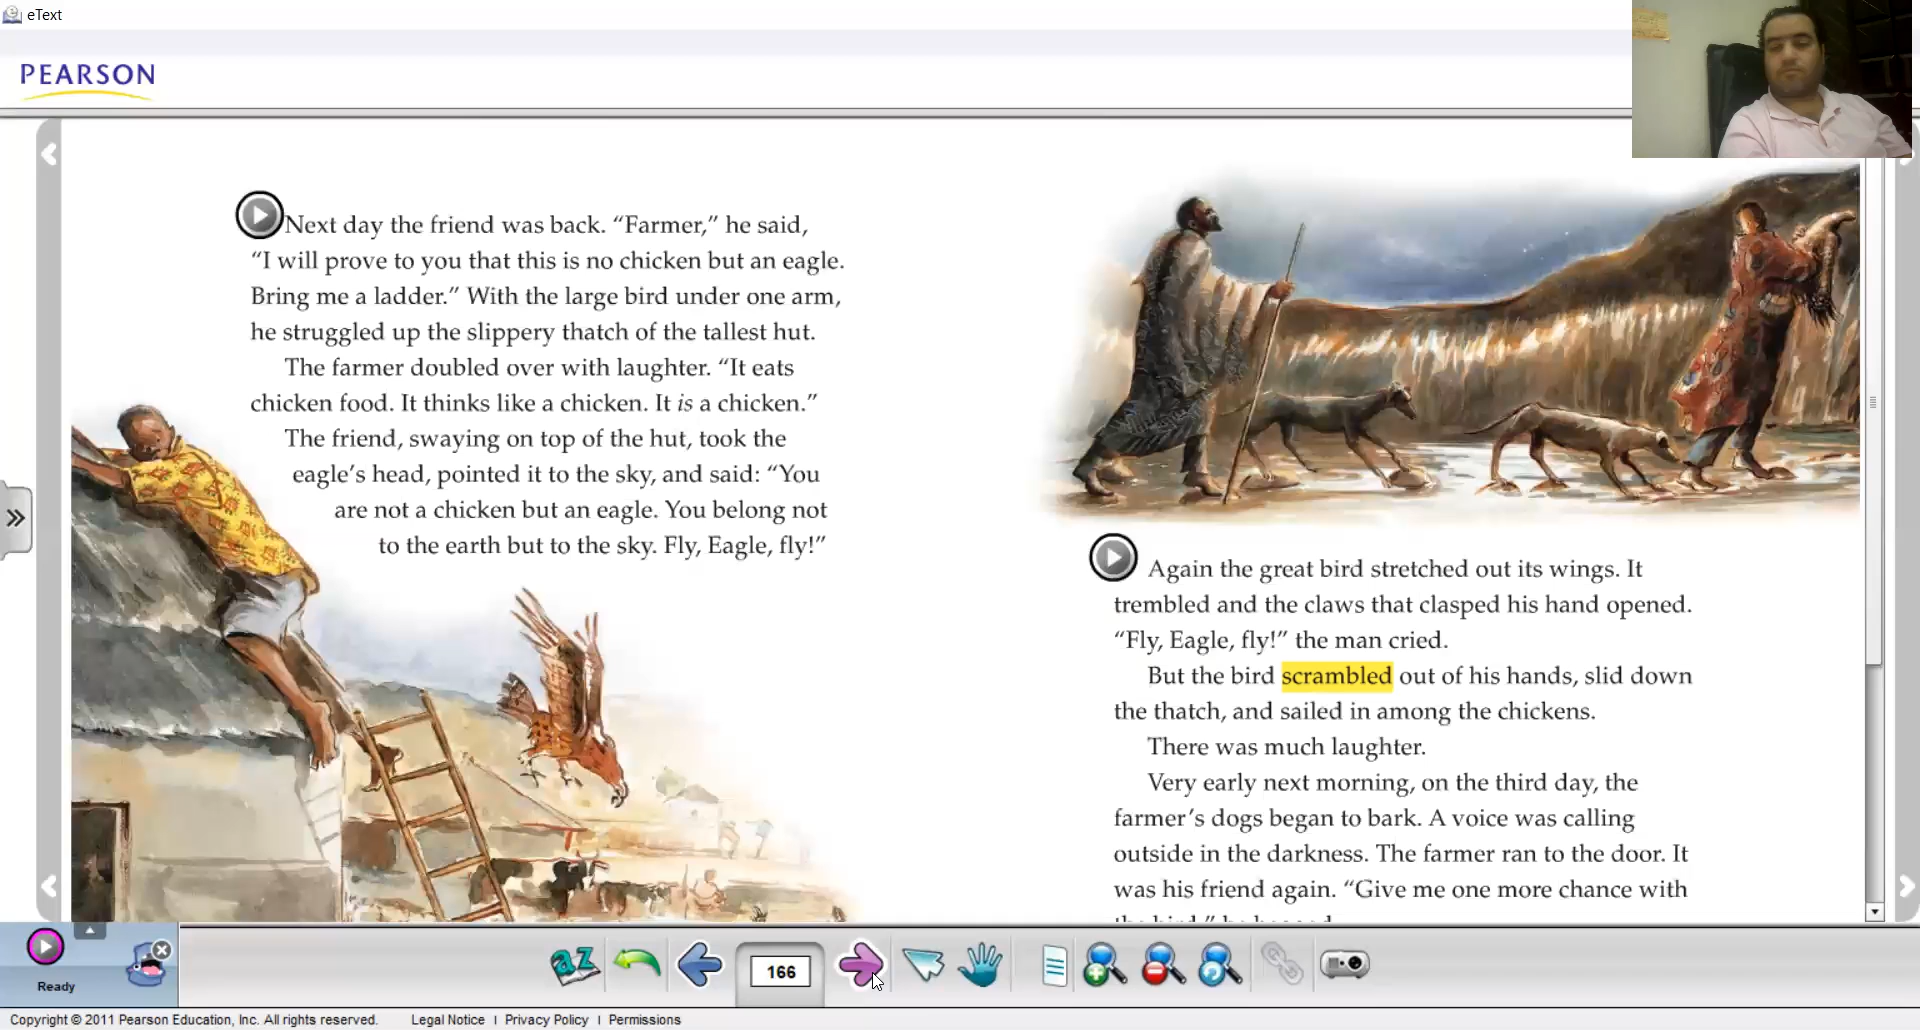 eText
PEARSON
Next day the friend was back. “Farmer,” he said,
“I will prove to you that this is no chicken but an eagle.
Bring me a ladder.” With the large bird under one arm,
he struggled up the slippery thatch of the tallest hut.
The farmer doubled over with laughter. “It eats
chicken food. It thinks like a chicken. It is a chicken.”
The friend, swaying on top of the hut, took the
eagle’s head, pointed it to the sky, and said: “You
are not a chicken but an eagle. You belong not
to the earth but to the sky. Fly, Eagle, fly!”
Again the great bird stretched out its wings. It
trembled and the claws that clasped his hand opened.
“Fly, Eagle, fly!” the man cried.
But the bird scrambled out of his hands, slid down
the thatch, and sailed in among the chickens.
There was much laughter.
Very early next morning, on the third day, the
farmer’s dogs began to bark. A voice was calling
outside in the darkness. The farmer ran to the door. It
was his friend again. “Give me one more chance with
Ready
aZ
166
Copyright © 2011 Pearson Education, Inc. All rights reserved. Legal Notice | Privacy Policy | Permissions